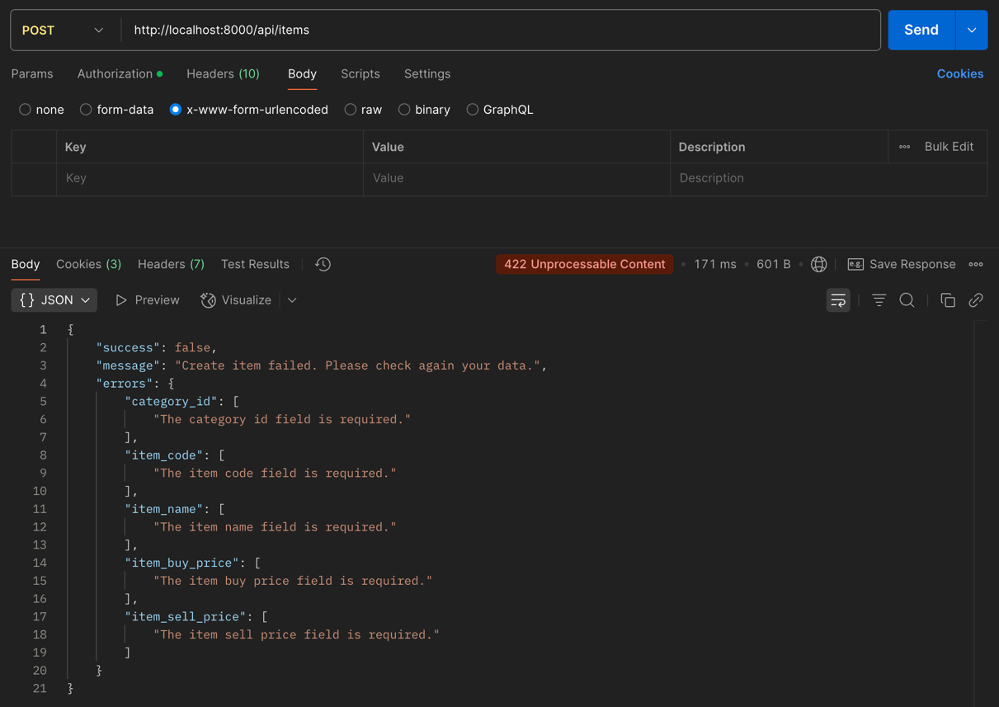 POST http://localhost:8000/api/items Send
Params Authorization Headers (10) Body Scripts Settings Cookies
none form-data x-www-form-urlencoded raw binary GraphQL
Key Value Description Bulk Edit
Key Value Description
Body Cookies (3) Headers (7) Test Results 422 Unprocessable Content 171 ms 601 B e.g. Save Response
{} JSON Preview Visualize
1 {
2 "success": false,
3 "message": "Create item failed. Please check again your data.",
4 "errors": {
5 "category_id": [
6 "The category id field is required."
7 ],
8 "item_code": [
9 "The item code field is required."
10 ],
11 "item_name": [
12 "The item name field is required."
13 ],
14 "item_buy_price": [
15 "The item buy price field is required."
16 ],
17 "item_sell_price": [
18 "The item sell price field is required."
19 ]
20 }
21 }